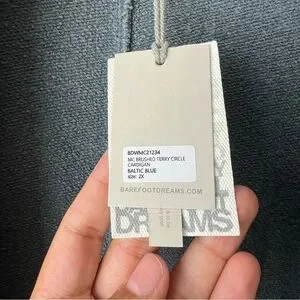 BDWMC21234
MC BRUSHED TERRY CIRCLE
CARDIGAN
BALTIC BLUE
size: 2X
BAREFOOTDREAMS.COM
DREAMS